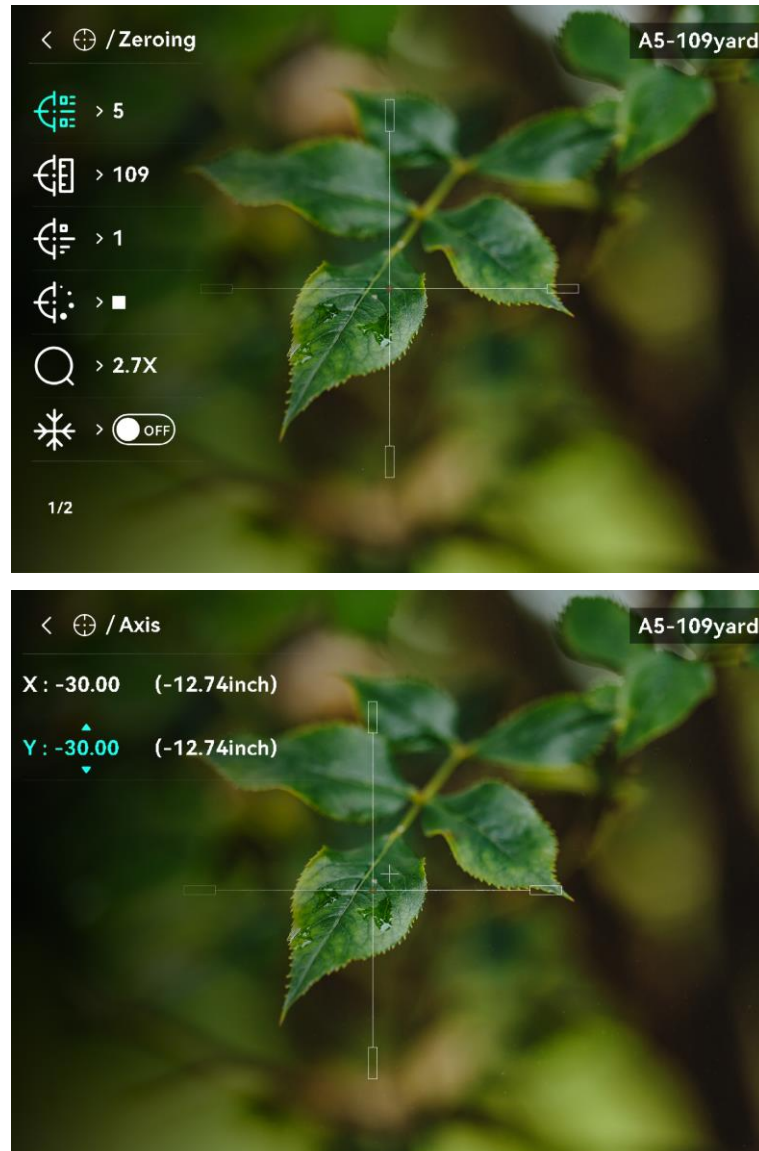 / Zeroing
A5-109yard
> 5
> 109
> 1
>
> 2.7X
> OFF
1/2
/ Axis
A5-109yard
X : -30.00 (-12.74inch)
Y : -30.00 (-12.74inch)